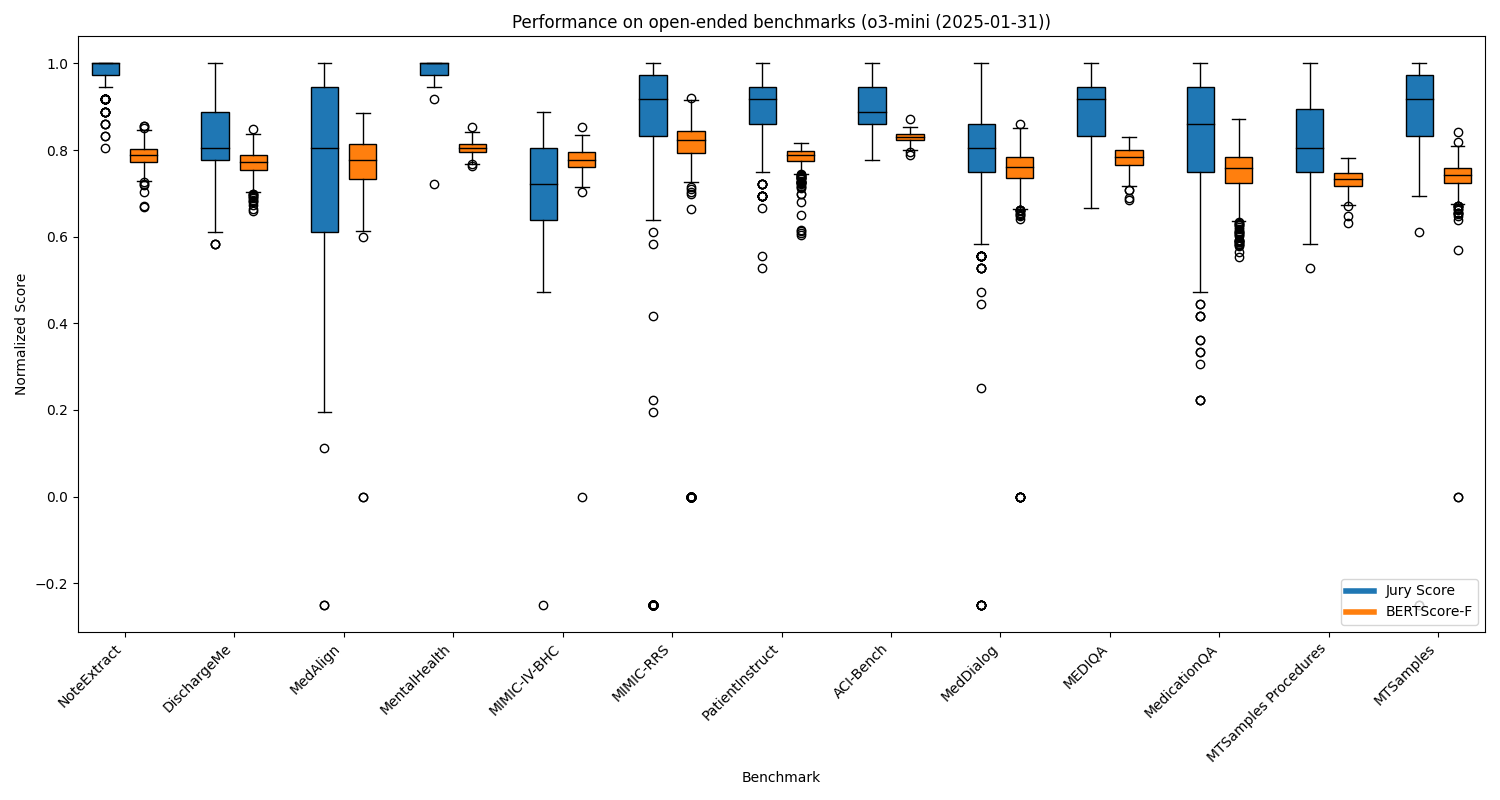 Performance on open-ended benchmarks (o3-mini (2025-01-31))
Normalized Score
1.0
0.8
0.6
0.4
0.2
0.0
−0.2
Jury Score
BERTScore-F
NoteExtract
DischargeMe
MedAlign
MentalHealth
MIMIC-IV-BHC
MIMIC-RRS
PatientInstruct
ACI-Bench
MedDialog
MEDIQA
MedicationQA
MTSamples Procedures
MTSamples
Benchmark